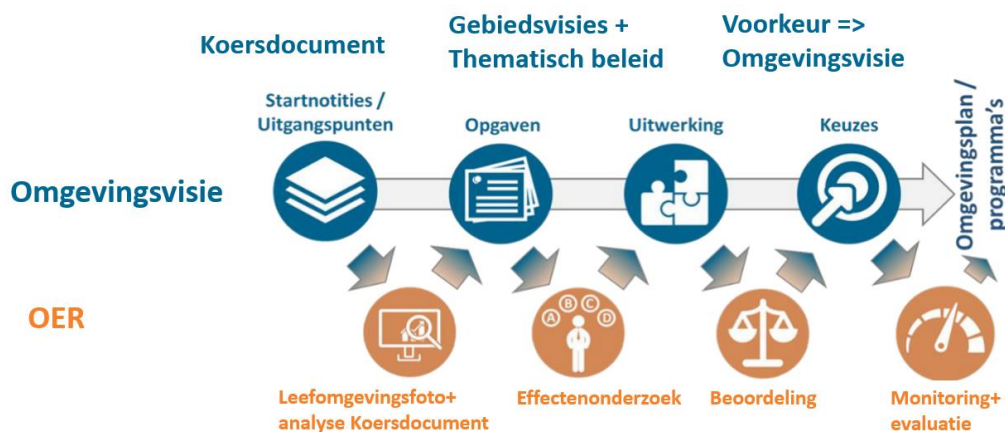 Koersdocument
Gebiedsvisies +
Thematisch beleid
Voorkeur =>
Omgevingsvisie
Startnotities /
Uitgangspunten
Opgaven
Uitwerking
Keuzes
Omgevingsplan /
programma's
Omgevingsvisie
OER
A B C D
Leefomgevingsfoto+
analyse Koersdocument
Effectenonderzoek
Beoordeling
Monitoring+
evaluatie